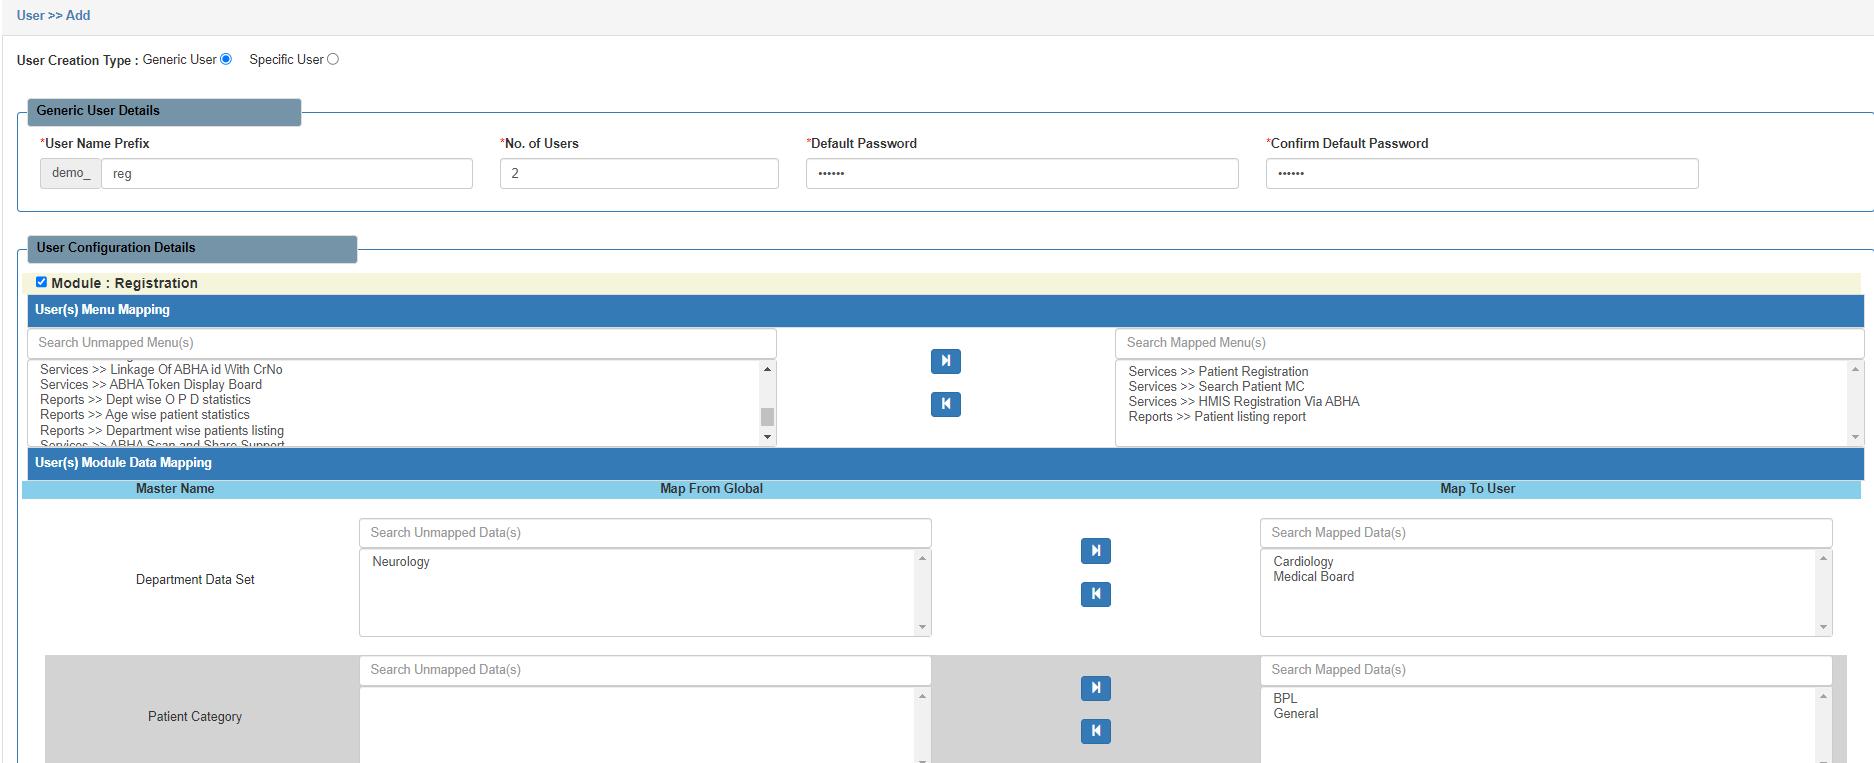 User >> Add
User Creation Type : Generic User Specific User
Generic User Details
*User Name Prefix *No. of Users *Default Password *Confirm Default Password
demo_ reg 2 •••••• ••••••
User Configuration Details
Module : Registration
User(s) Menu Mapping
Search Unmapped Menu(s) Search Mapped Menu(s)
Services >> Linkage Of ABHA id With CrNo
Services >> ABHA Token Display Board
Reports >> Dept wise O P D statistics
Reports >> Age wise patient statistics
Reports >> Department wise patients listing
Services >> ABHA Scan and Share Support
Services >> Patient Registration
Services >> Search Patient MC
Services >> HMIS Registration Via ABHA
Reports >> Patient listing report
User(s) Module Data Mapping
Master Name Map From Global Map To User
Search Unmapped Data(s) Search Mapped Data(s)
Department Data Set
Neurology
Cardiology
Medical Board
Search Unmapped Data(s) Search Mapped Data(s)
Patient Category
BPL
General